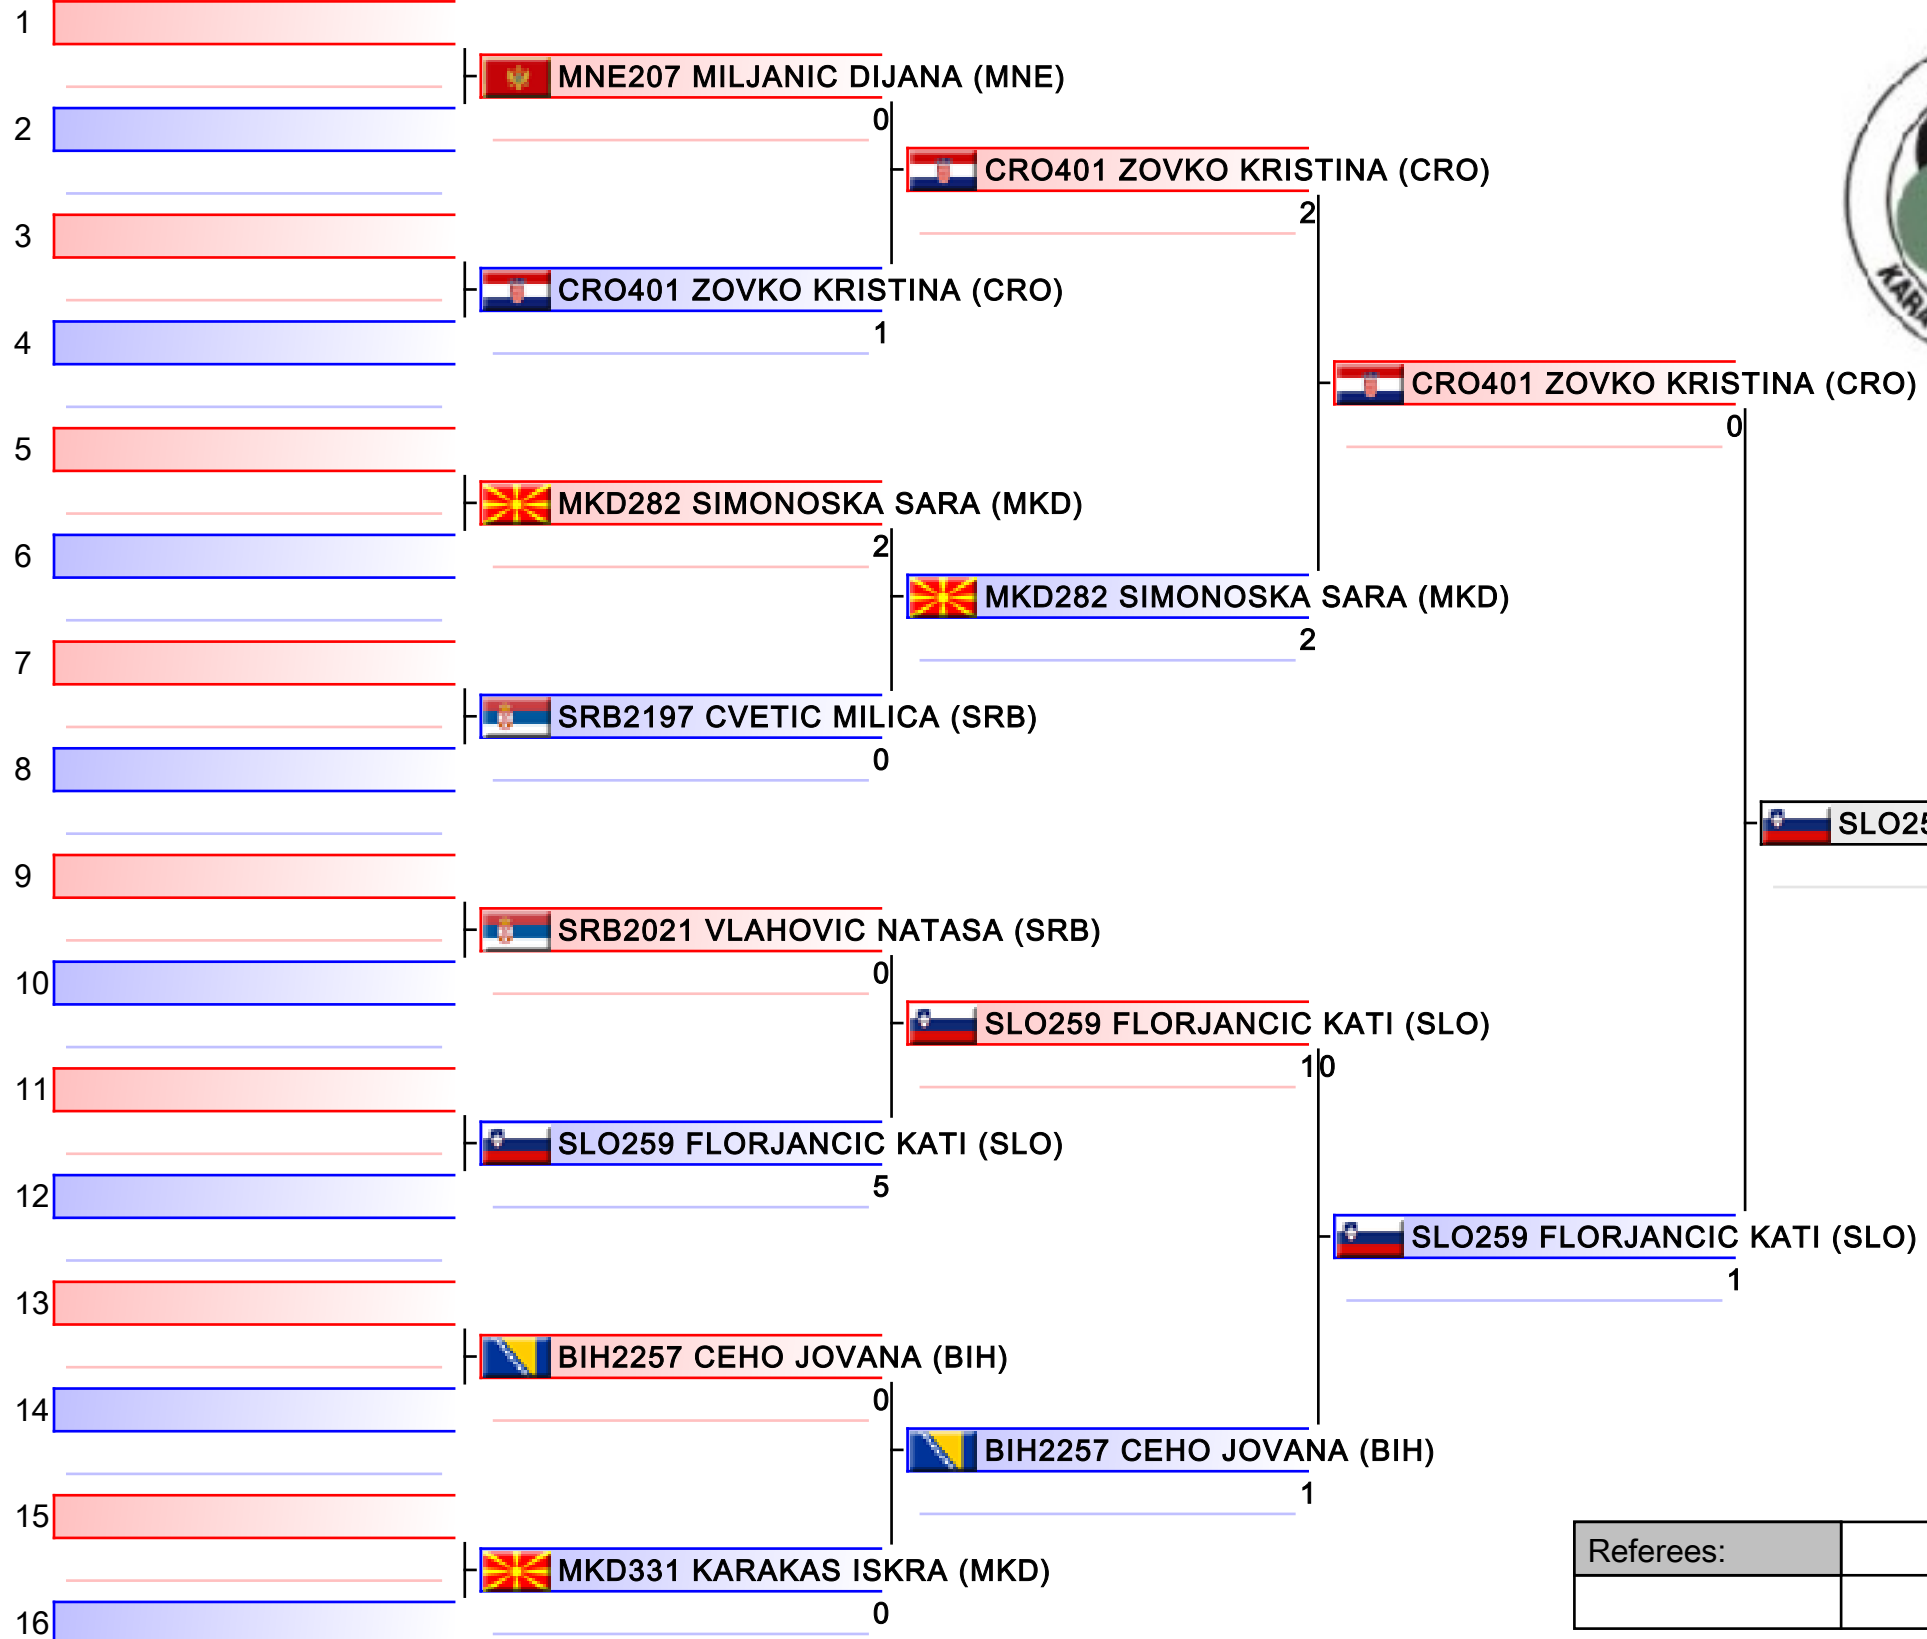 1
MNE207 MILJANIC DIJANA (MNE)
0
2
CRO401 ZOVKO KRISTINA (CRO)
2
3
CRO401 ZOVKO KRISTINA (CRO)
1
4
CRO401 ZOVKO KRISTINA (CRO)
0
5
MKD282 SIMONOSKA SARA (MKD)
2
6
MKD282 SIMONOSKA SARA (MKD)
2
7
SRB2197 CVETIC MILICA (SRB)
0
8
9
SRB2021 VLAHOVIC NATASA (SRB)
0
10
SLO259 FLORJANCIC KATI (SLO)
10
11
SLO259 FLORJANCIC KATI (SLO)
5
12
SLO259 FLORJANCIC KATI (SLO)
1
13
BIH2257 CEHO JOVANA (BIH)
0
14
BIH2257 CEHO JOVANA (BIH)
1
15
MKD331 KARAKAS ISKRA (MKD)
0
16
Referees: